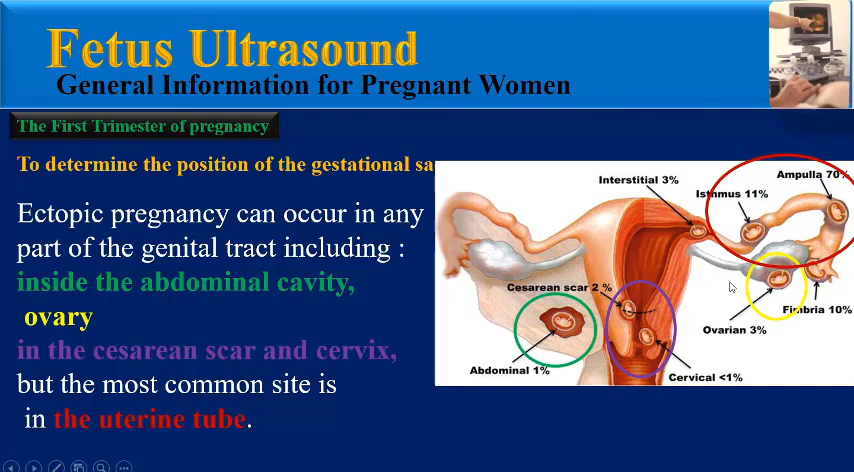 Fetus Ultrasound
General Information for Pregnant Women
The First Trimester of pregnancy
To determine the position of the gestational sa
Ectopic pregnancy can occur in any
part of the genital tract including :
inside the abdominal cavity,
ovary
in the cesarean scar and cervix,
but the most common site is
in the uterine tube.
Interstitial 3%
Ampulla 70%
Isthmus 11%
Cesarean scar 2 %
Fimbria 10%
Ovarian 3%
Abdominal 1%
Cervical <1%